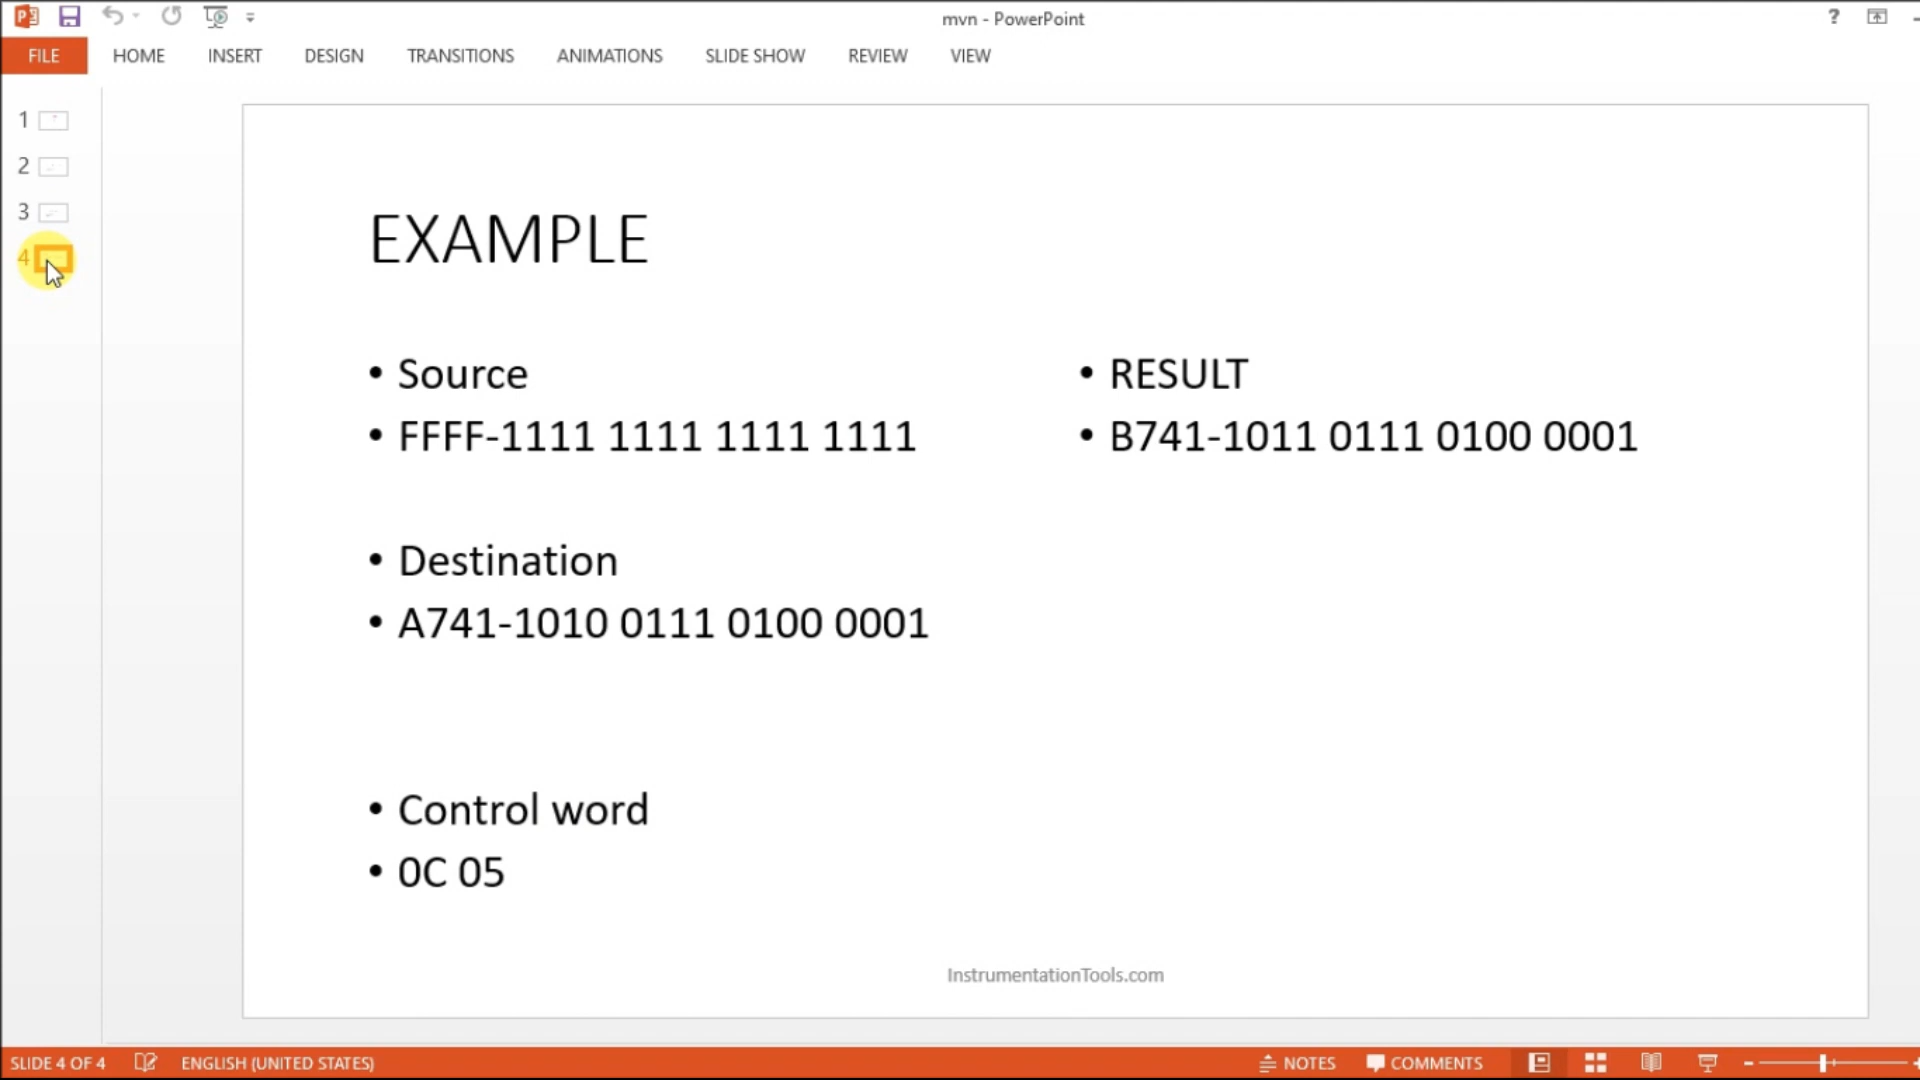 mvn - PowerPoint
?
FILE HOME INSERT DESIGN TRANSITIONS ANIMATIONS SLIDE SHOW REVIEW VIEW
1
2
3
4
EXAMPLE
• Source
• FFFF-1111 1111 1111 1111
• Destination
• A741-1010 0111 0100 0001
• Control word
• 0C 05
• RESULT
• B741-1011 0111 0100 0001
InstrumentationTools.com
SLIDE 4 OF 4 ENGLISH (UNITED STATES) NOTES COMMENTS